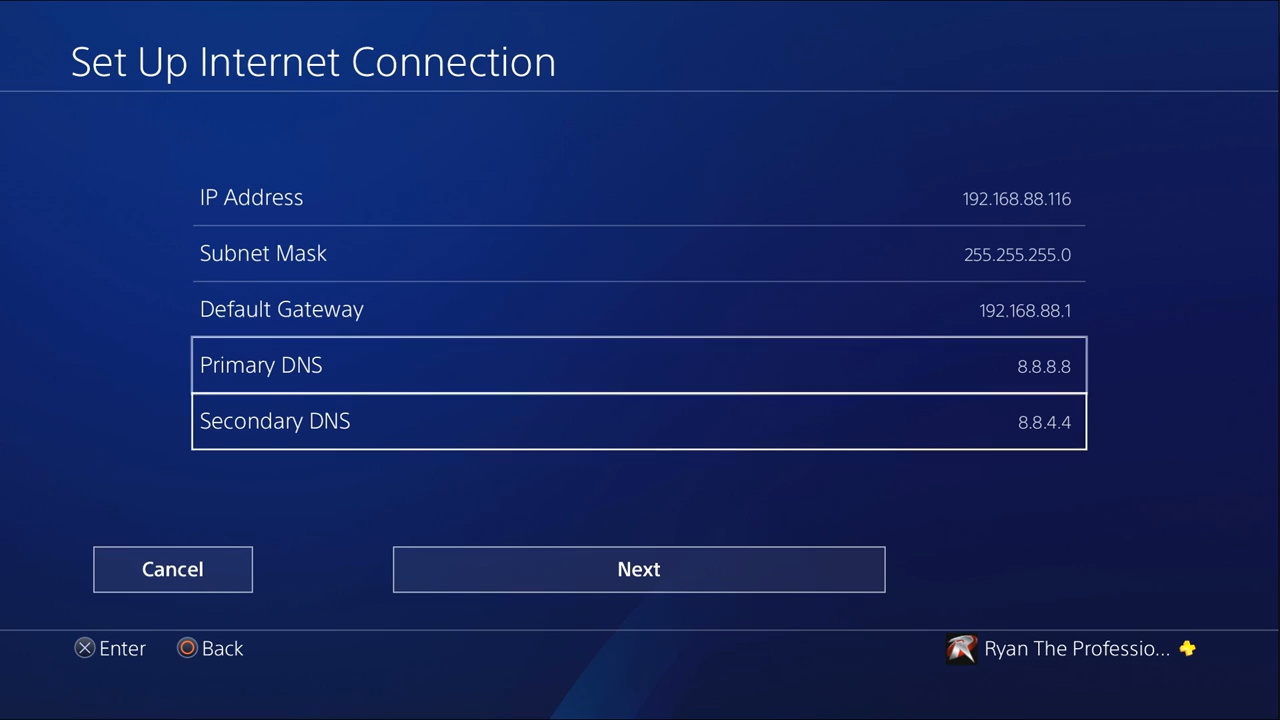 Set Up Internet Connection
IP Address 192.168.88.116
Subnet Mask 255.255.255.0
Default Gateway 192.168.88.1
Primary DNS 8.8.8.8
Secondary DNS 8.8.4.4
Cancel Next
Enter Back Ryan The Professio...